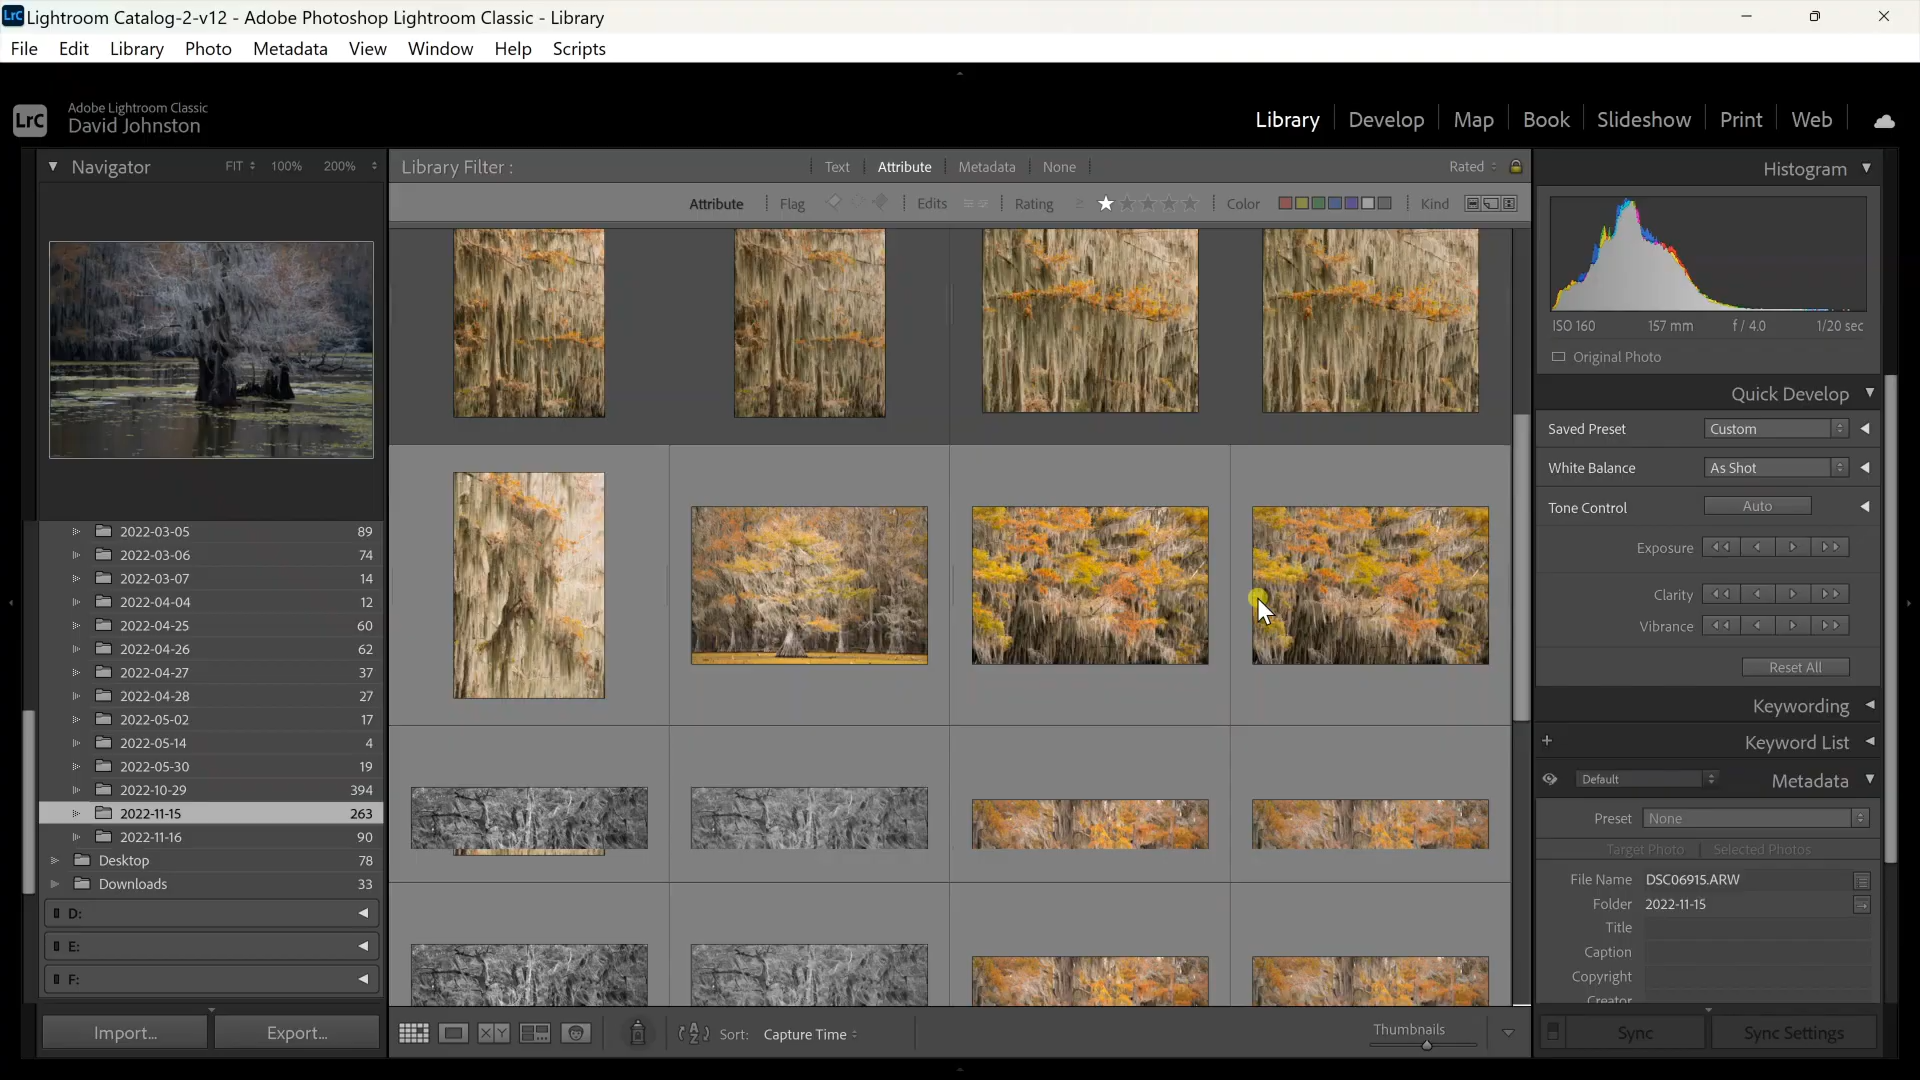 LrC Lightroom Catalog-2-v12 - Adobe Photoshop Lightroom Classic - Library
File Edit Library Photo Metadata View Window Help Scripts
LrC Adobe Lightroom Classic
David Johnston
Library Develop Map Book Slideshow Print Web
Navigator FIT 100% 200%
Library Filter : Text Attribute Metadata None Rated
Attribute Flag Edits Rating ≥ Color Kind
Histogram
ISO 160 157 mm f / 4.0 1/20 sec
Original Photo
Quick Develop
Saved Preset Custom
White Balance As Shot
Tone Control Auto
Exposure
Clarity
Vibrance
Reset All
Keywording
+ Keyword List
Default Metadata
Preset None
Target Photo Selected Photos
File Name DSC06915.ARW
Folder 2022-11-15
Title
Caption
Copyright
Creator
2022-03-05 89
2022-03-06 74
2022-03-07 14
2022-04-04 12
2022-04-25 60
2022-04-26 62
2022-04-27 37
2022-04-28 27
2022-05-02 17
2022-05-14 4
2022-05-30 19
2022-10-29 394
2022-11-15 263
2022-11-16 90
Desktop 78
Downloads 33
D:
E:
F:
Import... Export...
XY AZ Sort: Capture Time Thumbnails
Sync Sync Settings